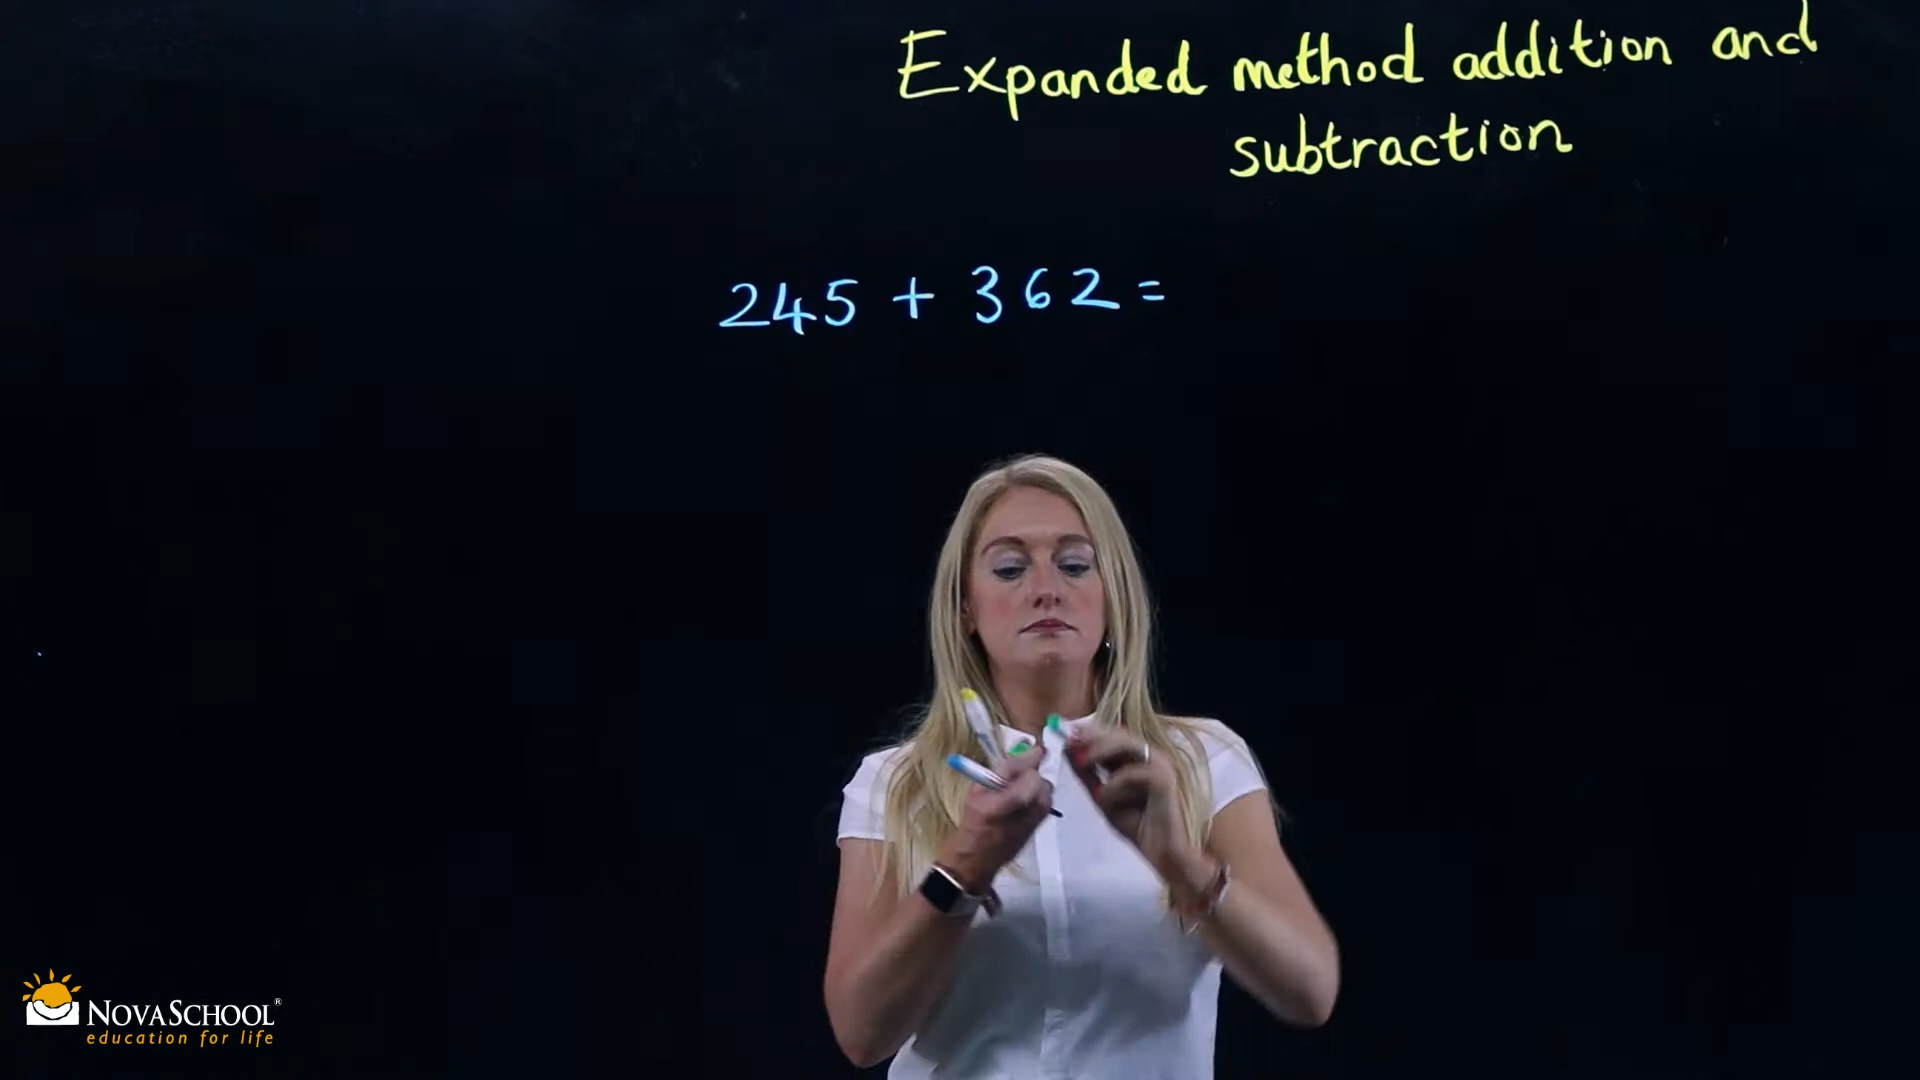 Expanded method addition and
subtraction
245 + 362 =
NOVASCHOOL®
education for life